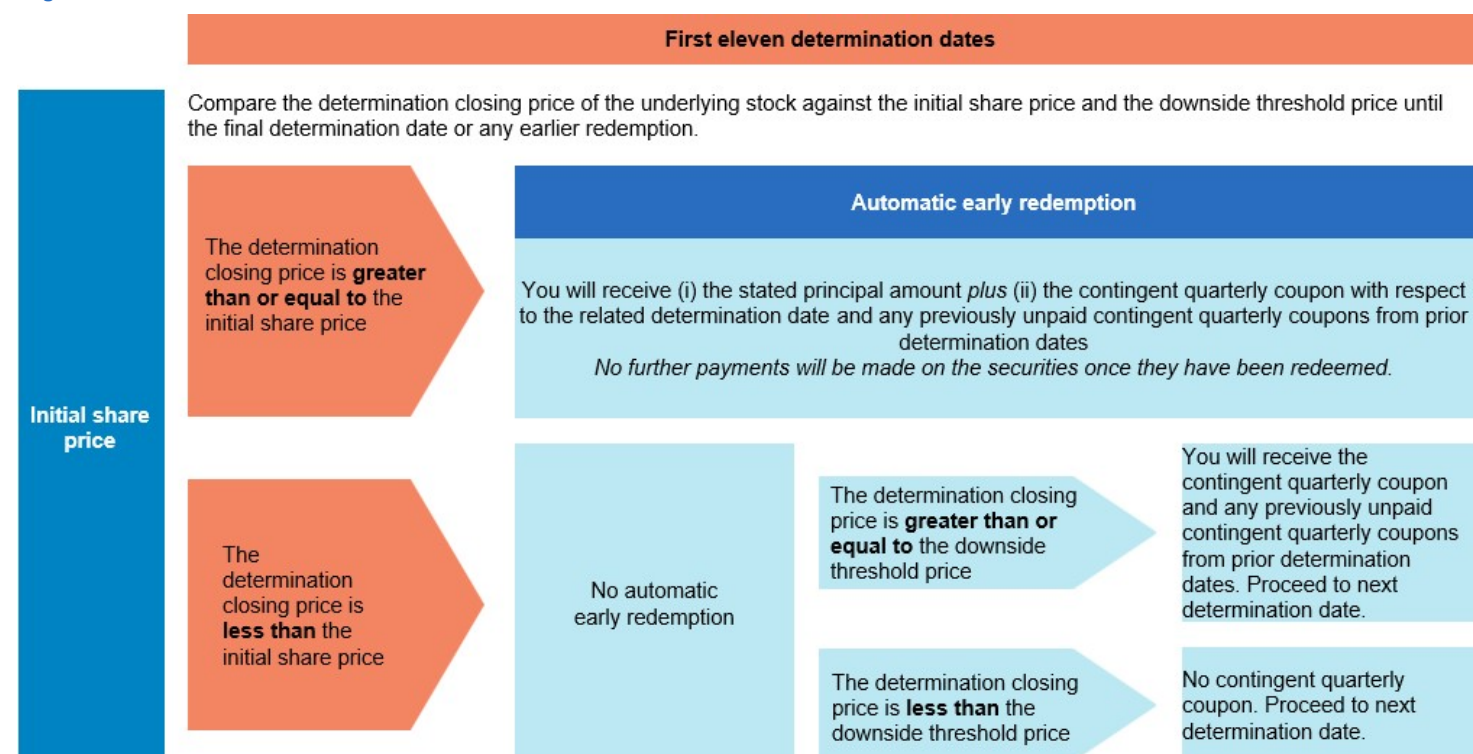 First eleven determination dates
Compare the determination closing price of the underlying stock against the initial share price and the downside threshold price until
the final determination date or any earlier redemption.
Initial share
price
The determination
closing price is greater
than or equal to the
initial share price
Automatic early redemption
You will receive (i) the stated principal amount plus (ii) the contingent quarterly coupon with respect
to the related determination date and any previously unpaid contingent quarterly coupons from prior
determination dates
No further payments will be made on the securities once they have been redeemed.
The
determination
closing price is
less than the
initial share price
No automatic
early redemption
The determination closing
price is greater than or
equal to the downside
threshold price
You will receive the
contingent quarterly coupon
and any previously unpaid
contingent quarterly coupons
from prior determination
dates. Proceed to next
determination date.
The determination closing
price is less than the
downside threshold price
No contingent quarterly
coupon. Proceed to next
determination date.